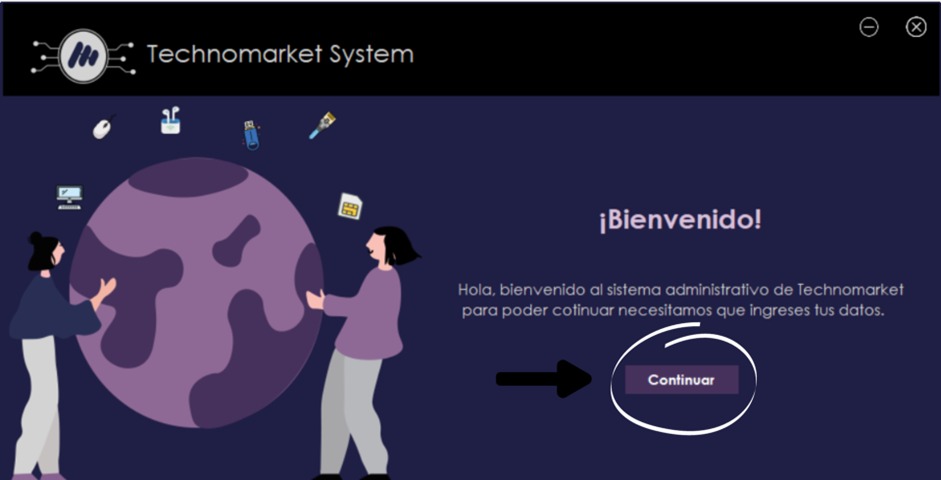 Technomarket System
¡Bienvenido!
Hola, bienvenido al sistema administrativo de Technomarket
para poder cotinuar necesitamos que ingreses tus datos.
Continuar